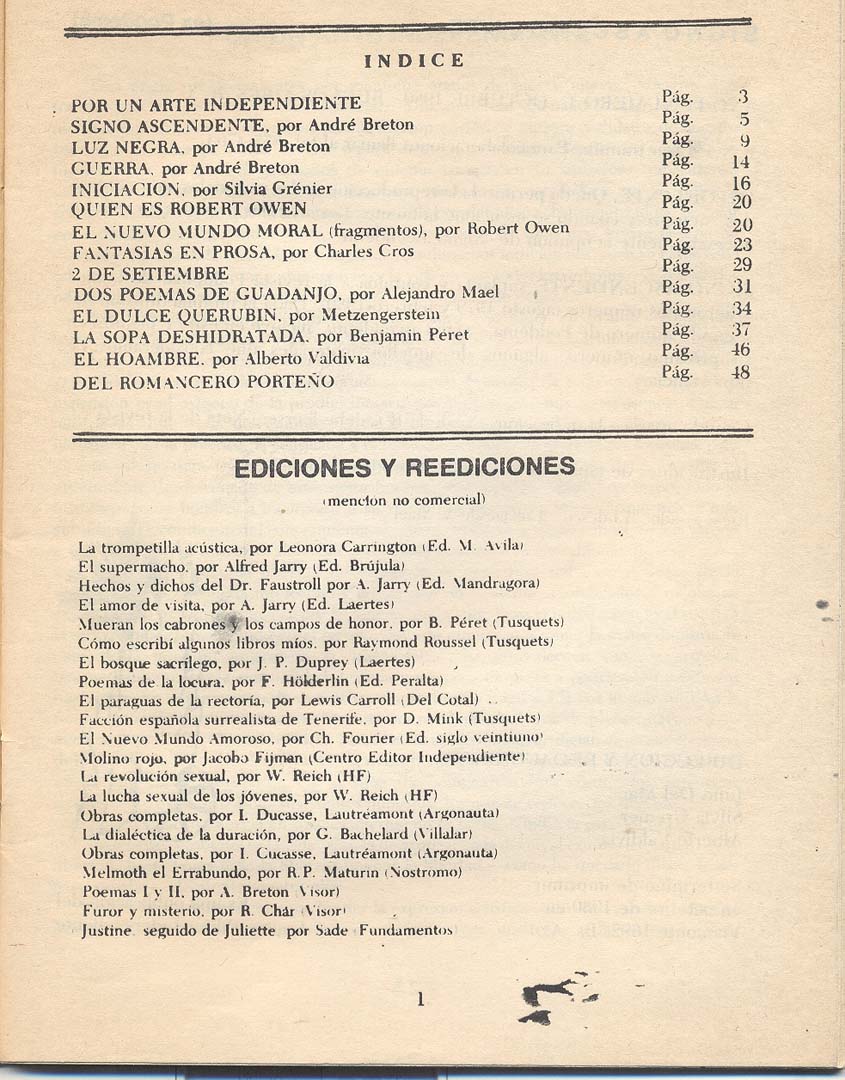 INDICE
POR UN ARTE INDEPENDIENTE Pág. 3
SIGNO ASCENDENTE, por André Breton Pág. 5
LUZ NEGRA, por André Breton Pág. 9
GUERRA, por André Breton Pág. 14
INICIACION, por Silvia Grénier Pág. 16
QUIEN ES ROBERT OWEN Pág. 20
EL NUEVO MUNDO MORAL (fragmentos), por Robert Owen Pág. 20
FANTASIAS EN PROSA, por Charles Cros Pág. 23
2 DE SETIEMBRE Pág. 29
DOS POEMAS DE GUADANJO, por Alejandro Mael Pág. 31
EL DULCE QUERUBIN, por Metzengerstein Pág. 34
LA SOPA DESHIDRATADA, por Benjamin Péret Pág. 37
EL HOAMBRE, por Alberto Valdivia Pág. 46
DEL ROMANCERO PORTEÑO Pág. 48
EDICIONES Y REEDICIONES
(mencion no comercial)
La trompetilla acústica, por Leonora Carrington (Ed. M. Avila)
El supermacho, por Alfred Jarry (Ed. Brújula)
Hechos y dichos del Dr. Faustroll por A. Jarry (Ed. Mandragora)
El amor de visita, por A. Jarry (Ed. Laertes)
Mueran los cabrones y los campos de honor, por B. Péret (Tusquets)
Cómo escribí algunos libros míos, por Raymond Roussel (Tusquets)
El bosque sacrílego, por J. P. Duprey (Laertes)
Poemas de la locura, por F. Hölderlin (Ed. Peralta)
El paraguas de la rectoría, por Lewis Carroll (Del Cotal)
Facción española surrealista de Tenerife, por D. Mink (Tusquets)
El Nuevo Mundo Amoroso, por Ch. Fourier (Ed. siglo veintiuno)
Molino rojo, por Jacobo Fijman (Centro Editor Independiente)
La revolución sexual, por W. Reich (HF)
La lucha sexual de los jóvenes, por W. Reich (HF)
Obras completas, por I. Ducasse, Lautréamont (Argonauta)
La dialéctica de la duración, por G. Bachelard (Villalar)
Obras completas, por I. Cucasse, Lautréamont (Argonauta)
Melmoth el Errabundo, por R.P. Maturin (Nostromo)
Poemas I y II, por A. Breton (Visor)
Furor y misterio, por R. Char (Visor)
Justine, seguido de Juliette por Sade (Fundamentos)
1